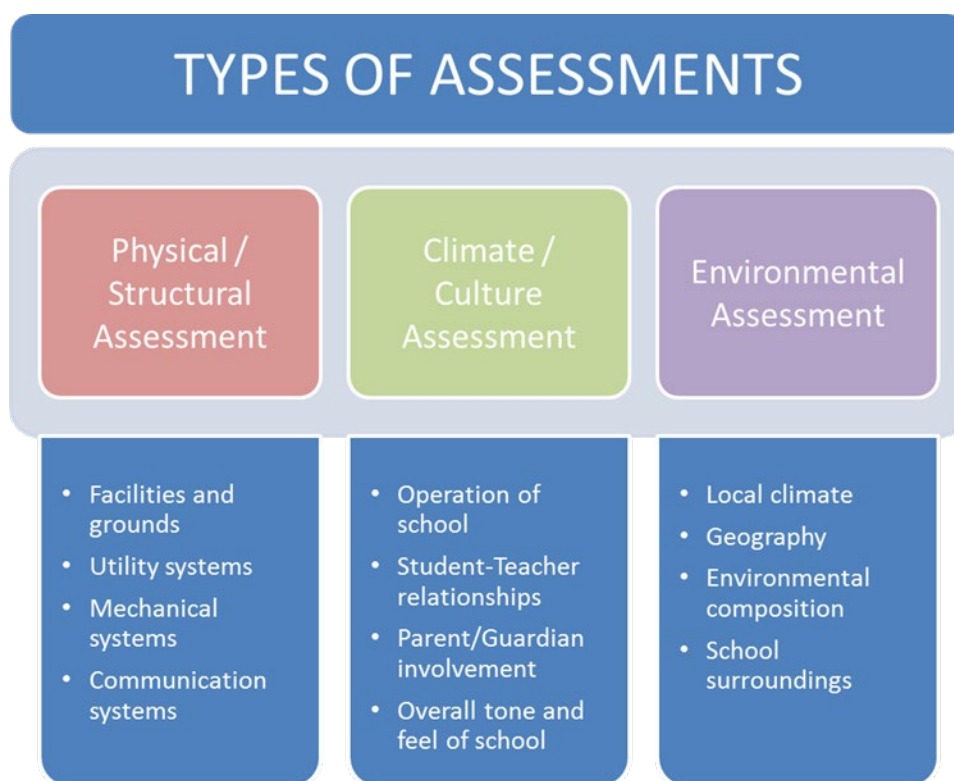 TYPES OF ASSESSMENTS
Physical /
Structural
Assessment
Climate /
Culture
Assessment
Environmental
Assessment
• Facilities and
grounds
• Utility systems
• Mechanical
systems
• Communication
systems
• Operation of
school
• Student-Teacher
relationships
• Parent/Guardian
involvement
• Overall tone and
feel of school
• Local climate
• Geography
• Environmental
composition
• School
surroundings